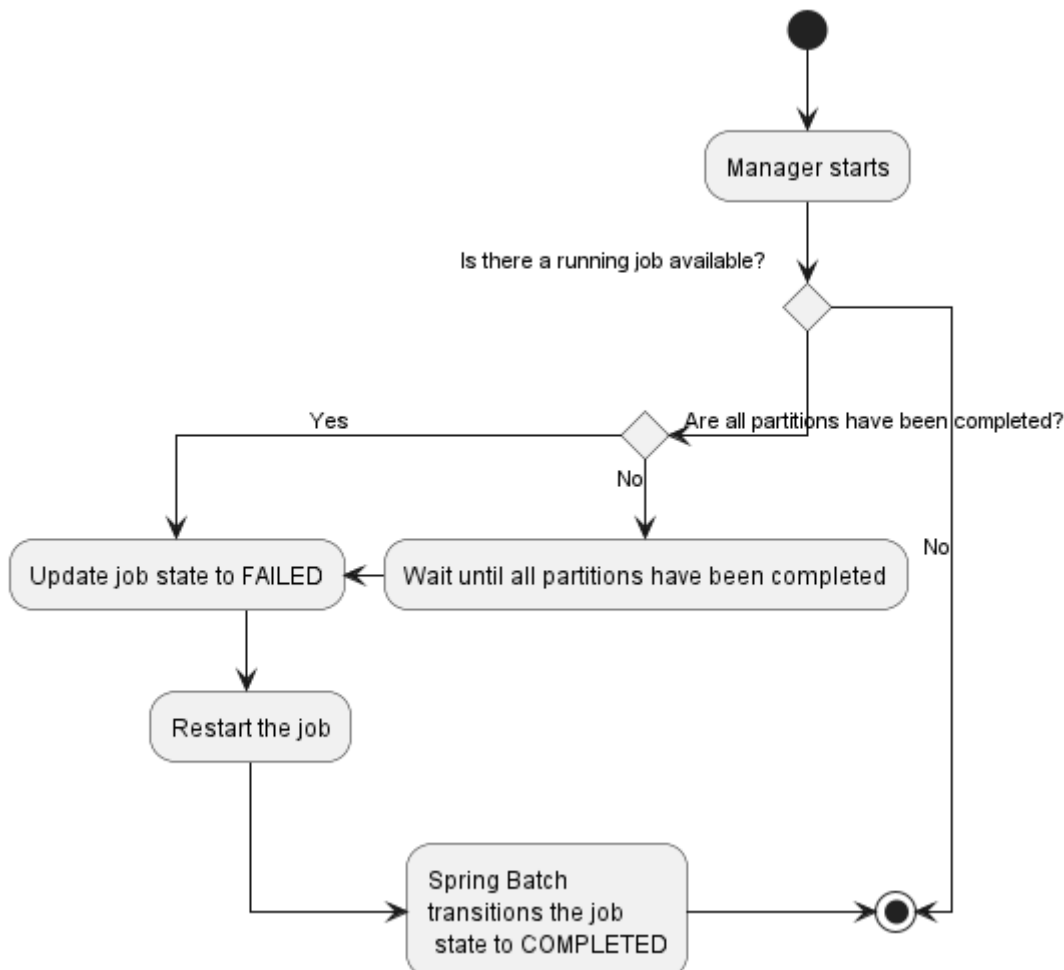 Manager starts
Is there a running job available?
Yes
Are all partitions have been completed?
No
No
Update job state to FAILED
Wait until all partitions have been completed
Restart the job
Spring Batch
transitions the job
state to COMPLETED